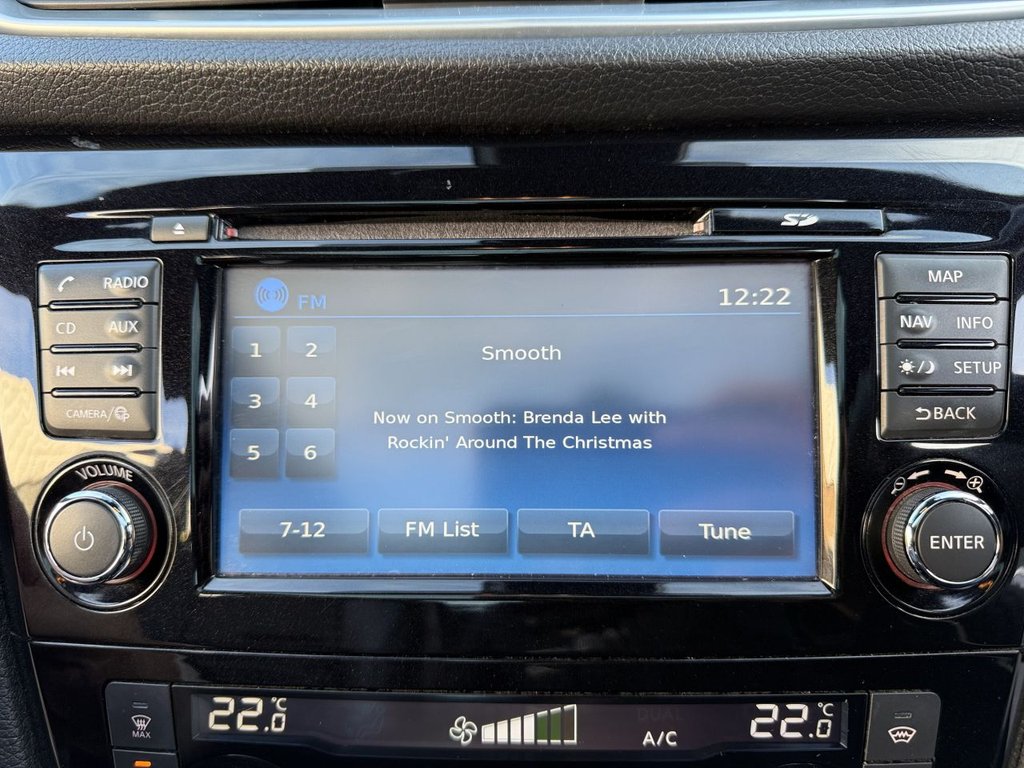 SD
RADIO
CD AUX
CAMERA/
VOLUME
FM
12:22
1 2
3 4
5 6
Smooth
Now on Smooth: Brenda Lee with
Rockin' Around The Christmas
7-12 FM List TA Tune
MAP
NAV INFO
SETUP
BACK
ENTER
MAX
22.0°C
DUAL
A/C
22.0°C